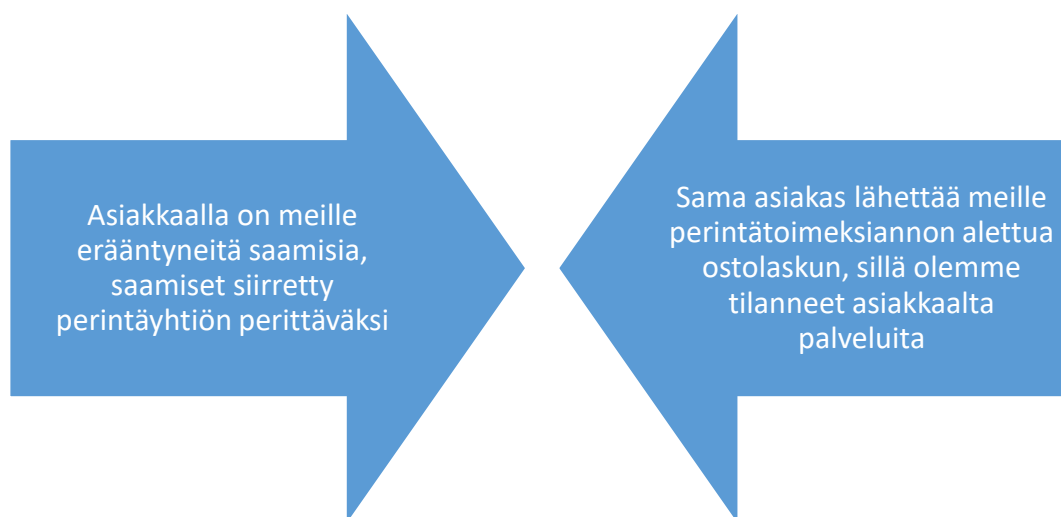 Asiakkaalla on meille
erääntyneitä saamisia,
saamiset siirretty
perintäyhtiön perittäväksi
Sama asiakas lähettää meille
perintätoimeksiannon alettua
ostolaskun, sillä olemme
tilanneet asiakkaalta
palveluita